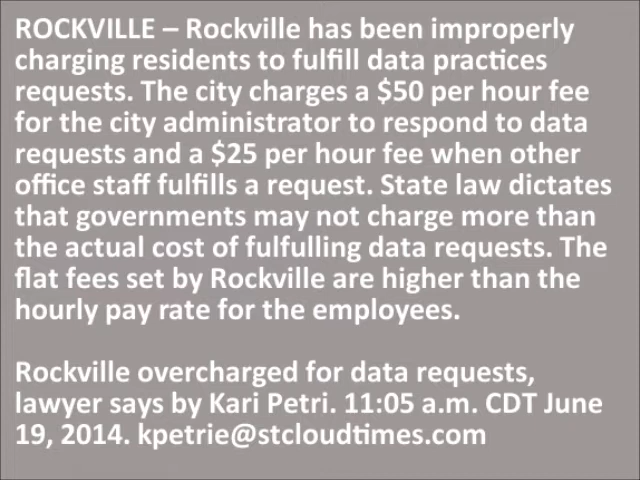 ROCKVILLE – Rockville has been improperly
charging residents to fulfill data practices
requests. The city charges a $50 per hour fee
for the city administrator to respond to data
requests and a $25 per hour fee when other
office staff fulfills a request. State law dictates
that governments may not charge more than
the actual cost of fulfulling data requests. The
flat fees set by Rockville are higher than the
hourly pay rate for the employees.

Rockville overcharged for data requests,
lawyer says by Kari Petri. 11:05 a.m. CDT June
19, 2014. kpetrie@stcloudtimes.com